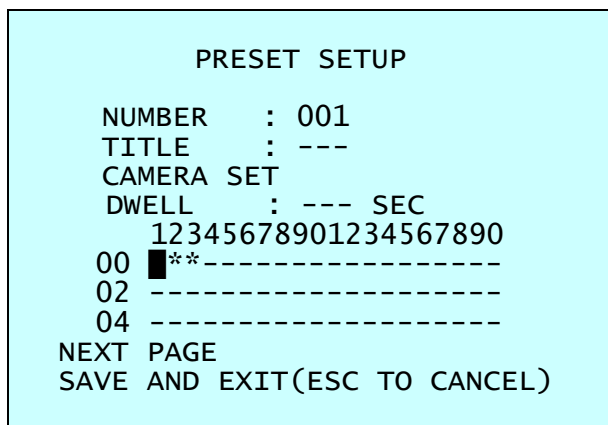 PRESET SETUP
NUMBER : 001
TITLE : ---
CAMERA SET
DWELL : --- SEC
12345678901234567890
00 █**-----------------
02 --------------------
04 --------------------
NEXT PAGE
SAVE AND EXIT(ESC TO CANCEL)